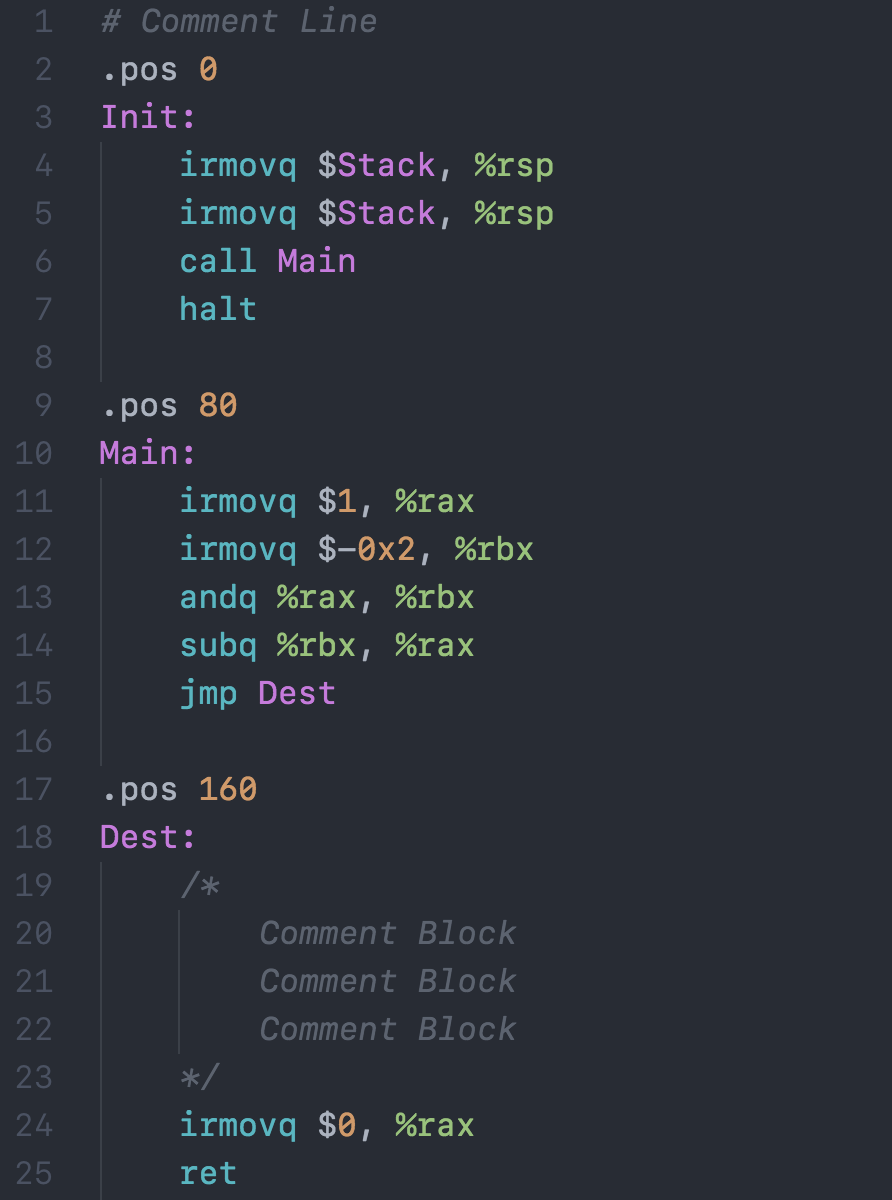 1 # Comment Line
2 .pos 0
3 Init:
4 irmovq $Stack, %rsp
5 irmovq $Stack, %rsp
6 call Main
7 halt
8
9 .pos 80
10 Main:
11 irmovq $1, %rax
12 irmovq $-0x2, %rbx
13 andq %rax, %rbx
14 subq %rbx, %rax
15 jmp Dest
16
17 .pos 160
18 Dest:
19 /*
20 Comment Block
21 Comment Block
22 Comment Block
23 */
24 irmovq $0, %rax
25 ret